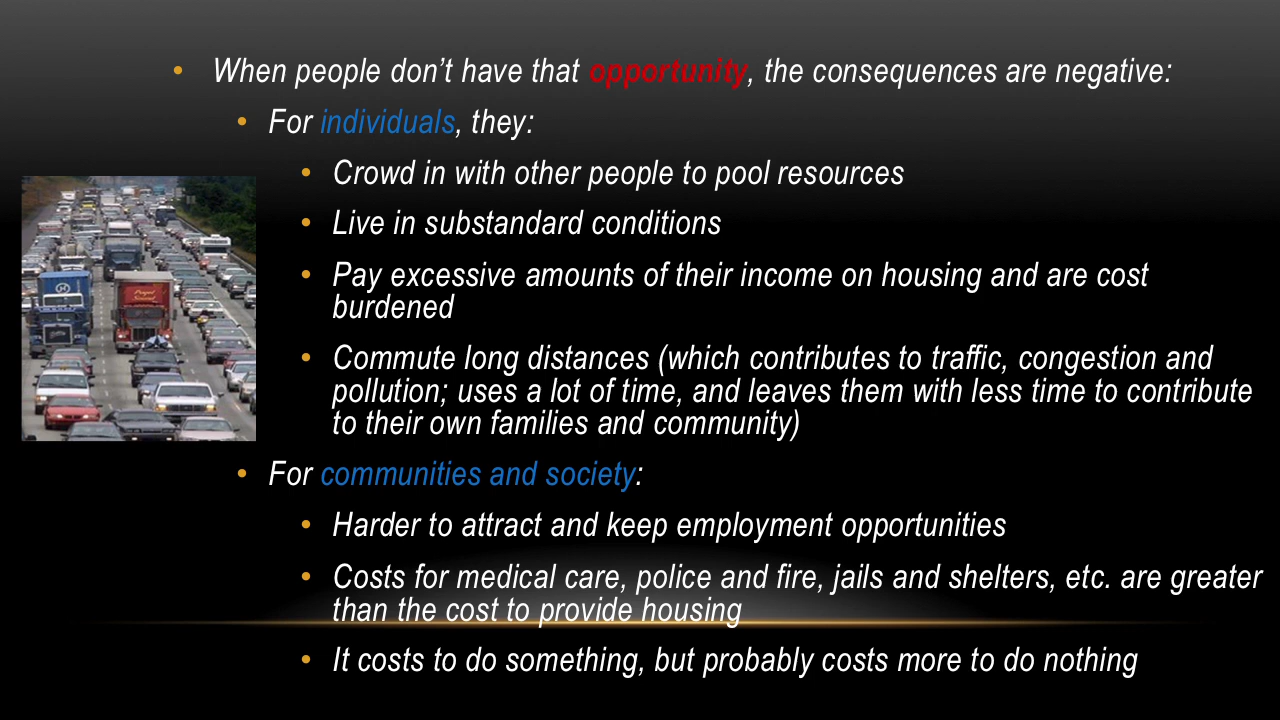 • When people don’t have that opportunity, the consequences are negative:
• For individuals, they:
• Crowd in with other people to pool resources
• Live in substandard conditions
• Pay excessive amounts of their income on housing and are cost
burdened
• Commute long distances (which contributes to traffic, congestion and
pollution; uses a lot of time, and leaves them with less time to contribute
to their own families and community)
• For communities and society:
• Harder to attract and keep employment opportunities
• Costs for medical care, police and fire, jails and shelters, etc. are greater
than the cost to provide housing
• It costs to do something, but probably costs more to do nothing